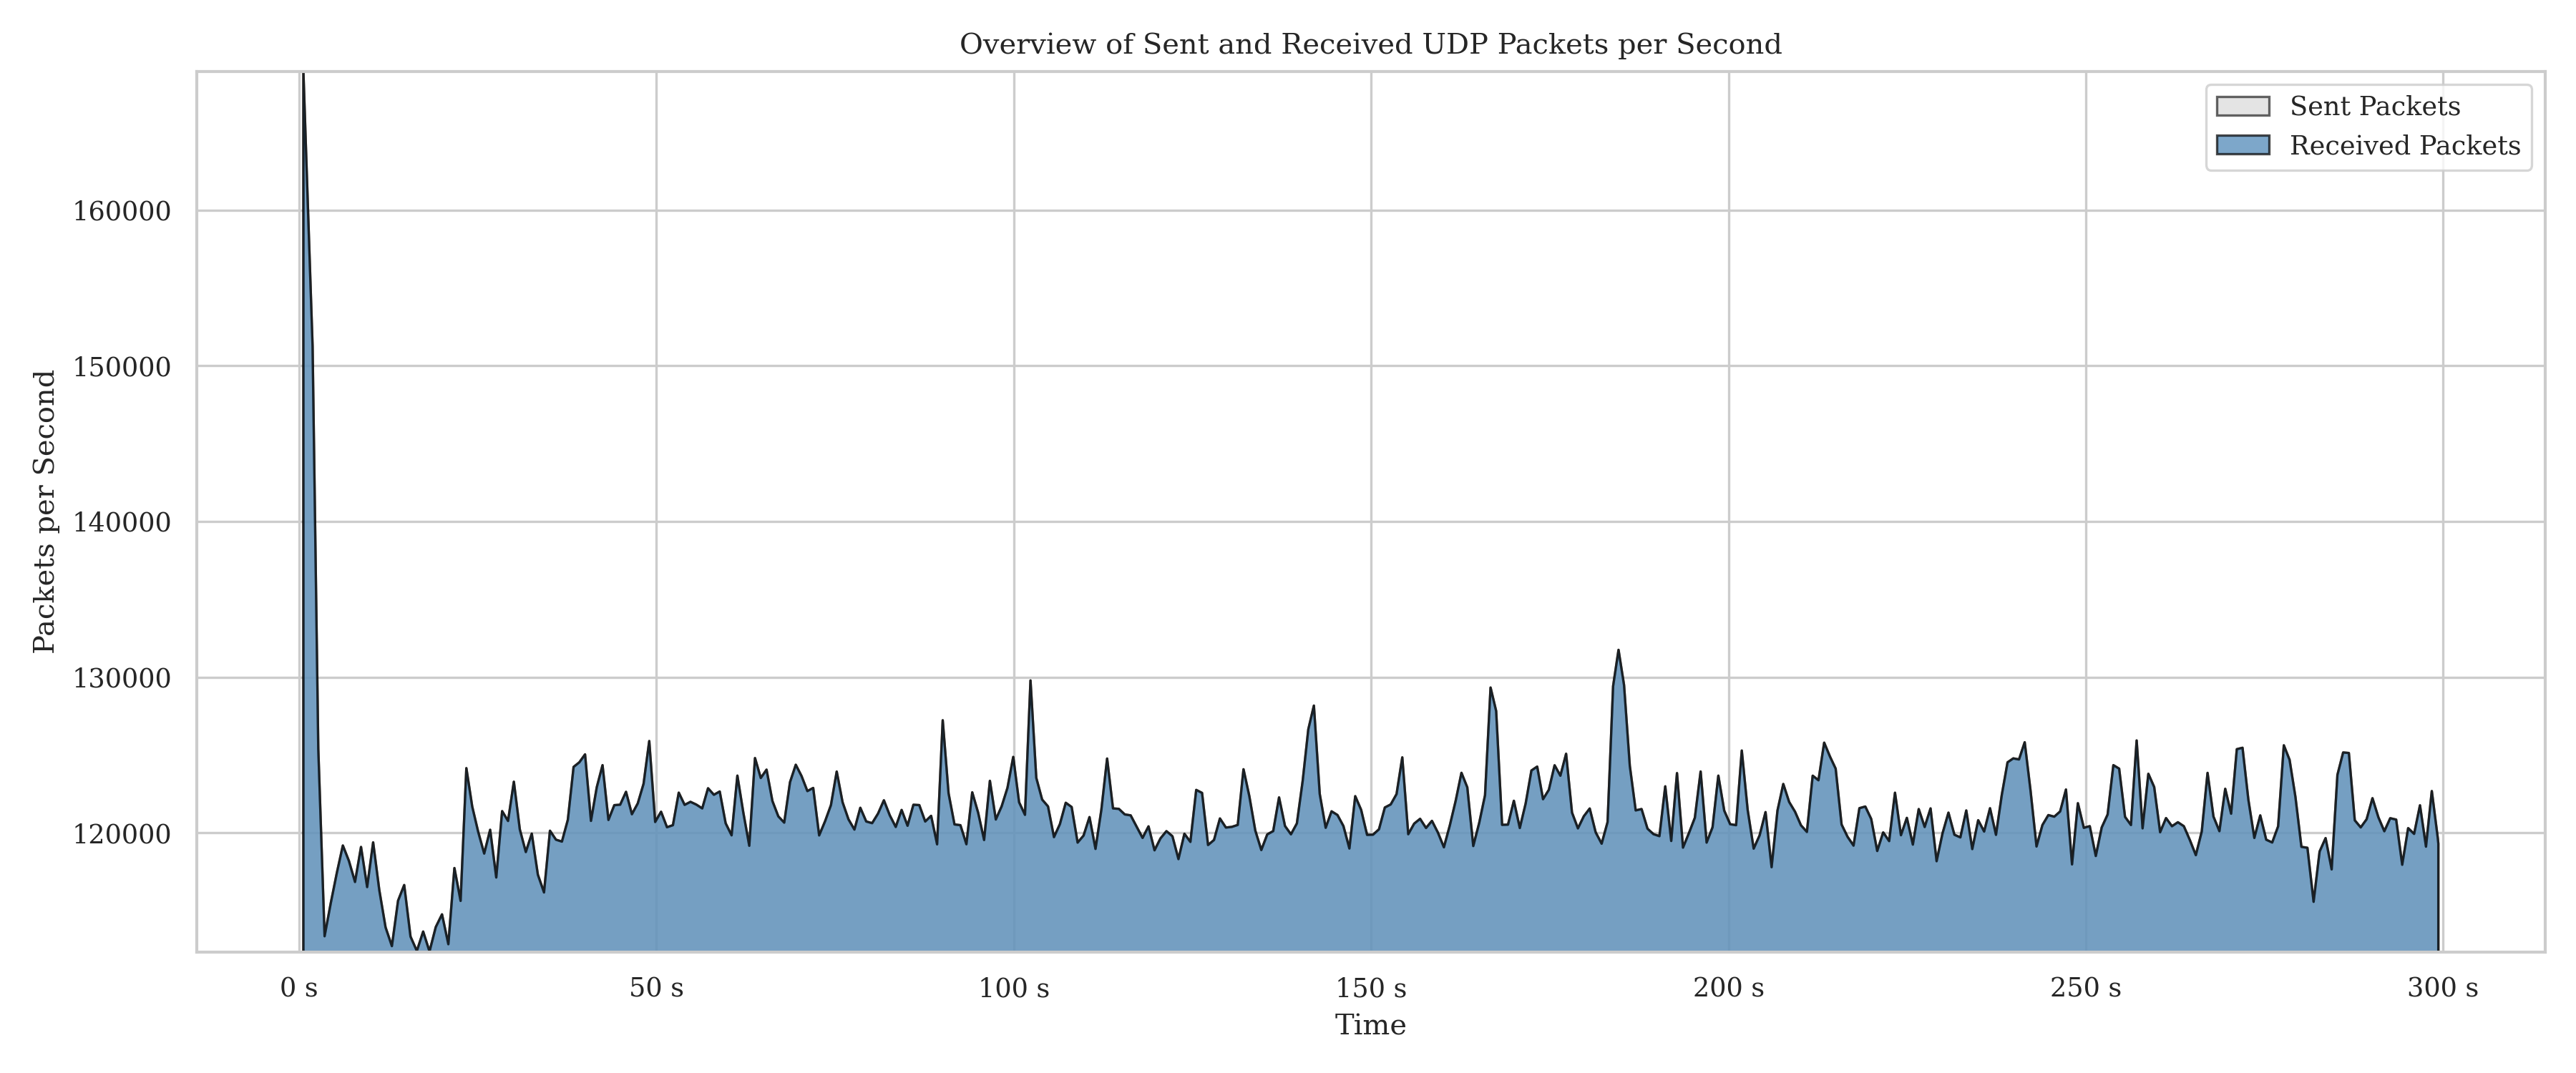 Overview of Sent and Received UDP Packets per Second
Sent Packets
Received Packets
Packets per Second
160000
150000
140000
130000
120000
0 s
50 s
100 s
150 s
200 s
250 s
300 s
Time